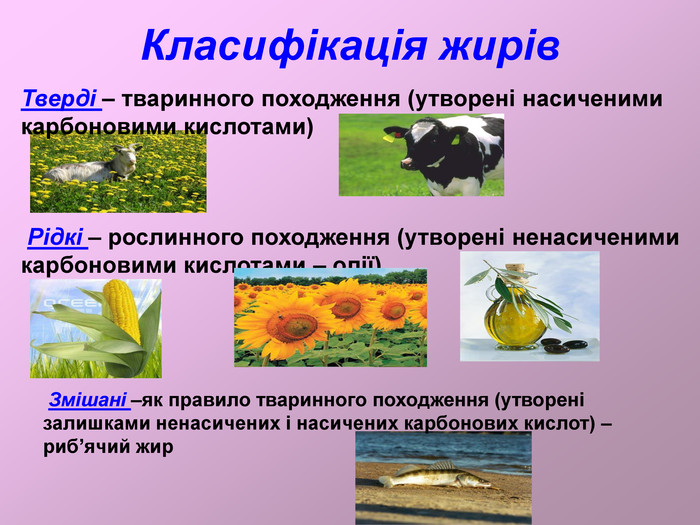 Класифікація жирів
Тверді – тваринного походження (утворені насиченими
карбоновими кислотами)
Рідкі – рослинного походження (утворені ненасиченими
карбоновими кислотами – олії)
Змішані –як правило тваринного походження (утворені
залишками ненасичених і насичених карбонових кислот) –
риб’ячий жир